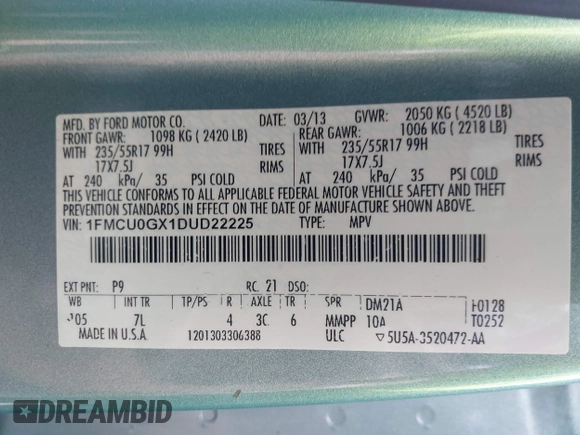 MFD. BY FORD MOTOR CO. DATE: 03/13 GVWR: 2050 KG ( 4520 LB)
FRONT GAWR: 1098 KG ( 2420 LB) REAR GAWR: 1006 KG ( 2218 LB)
WITH 235/55R17 99H TIRES WITH 235/55R17 99H TIRES
17X7.5J RIMS 17X7.5J RIMS
AT 240 kPa/ 35 PSI COLD AT 240 kPa/ 35 PSI COLD
THIS VEHICLE CONFORMS TO ALL APPLICABLE FEDERAL MOTOR VEHICLE SAFETY AND THEFT
PREVENTION STANDARDS IN EFFECT ON THE DATE OF MANUFACTURE SHOWN ABOVE.
VIN: 1FMCU0GX1DUD22225 TYPE: MPV
EXT PNT: P9 RC: 21 DSO:
WB INT TR TP/PS R AXLE TR SPR DM21A F0128
105 7L 4 3C 6 MMPP 10A T0252
MADE IN U.S.A. 1201303306388 ULC ▽5U5A-3520472-AA
DREAMBID